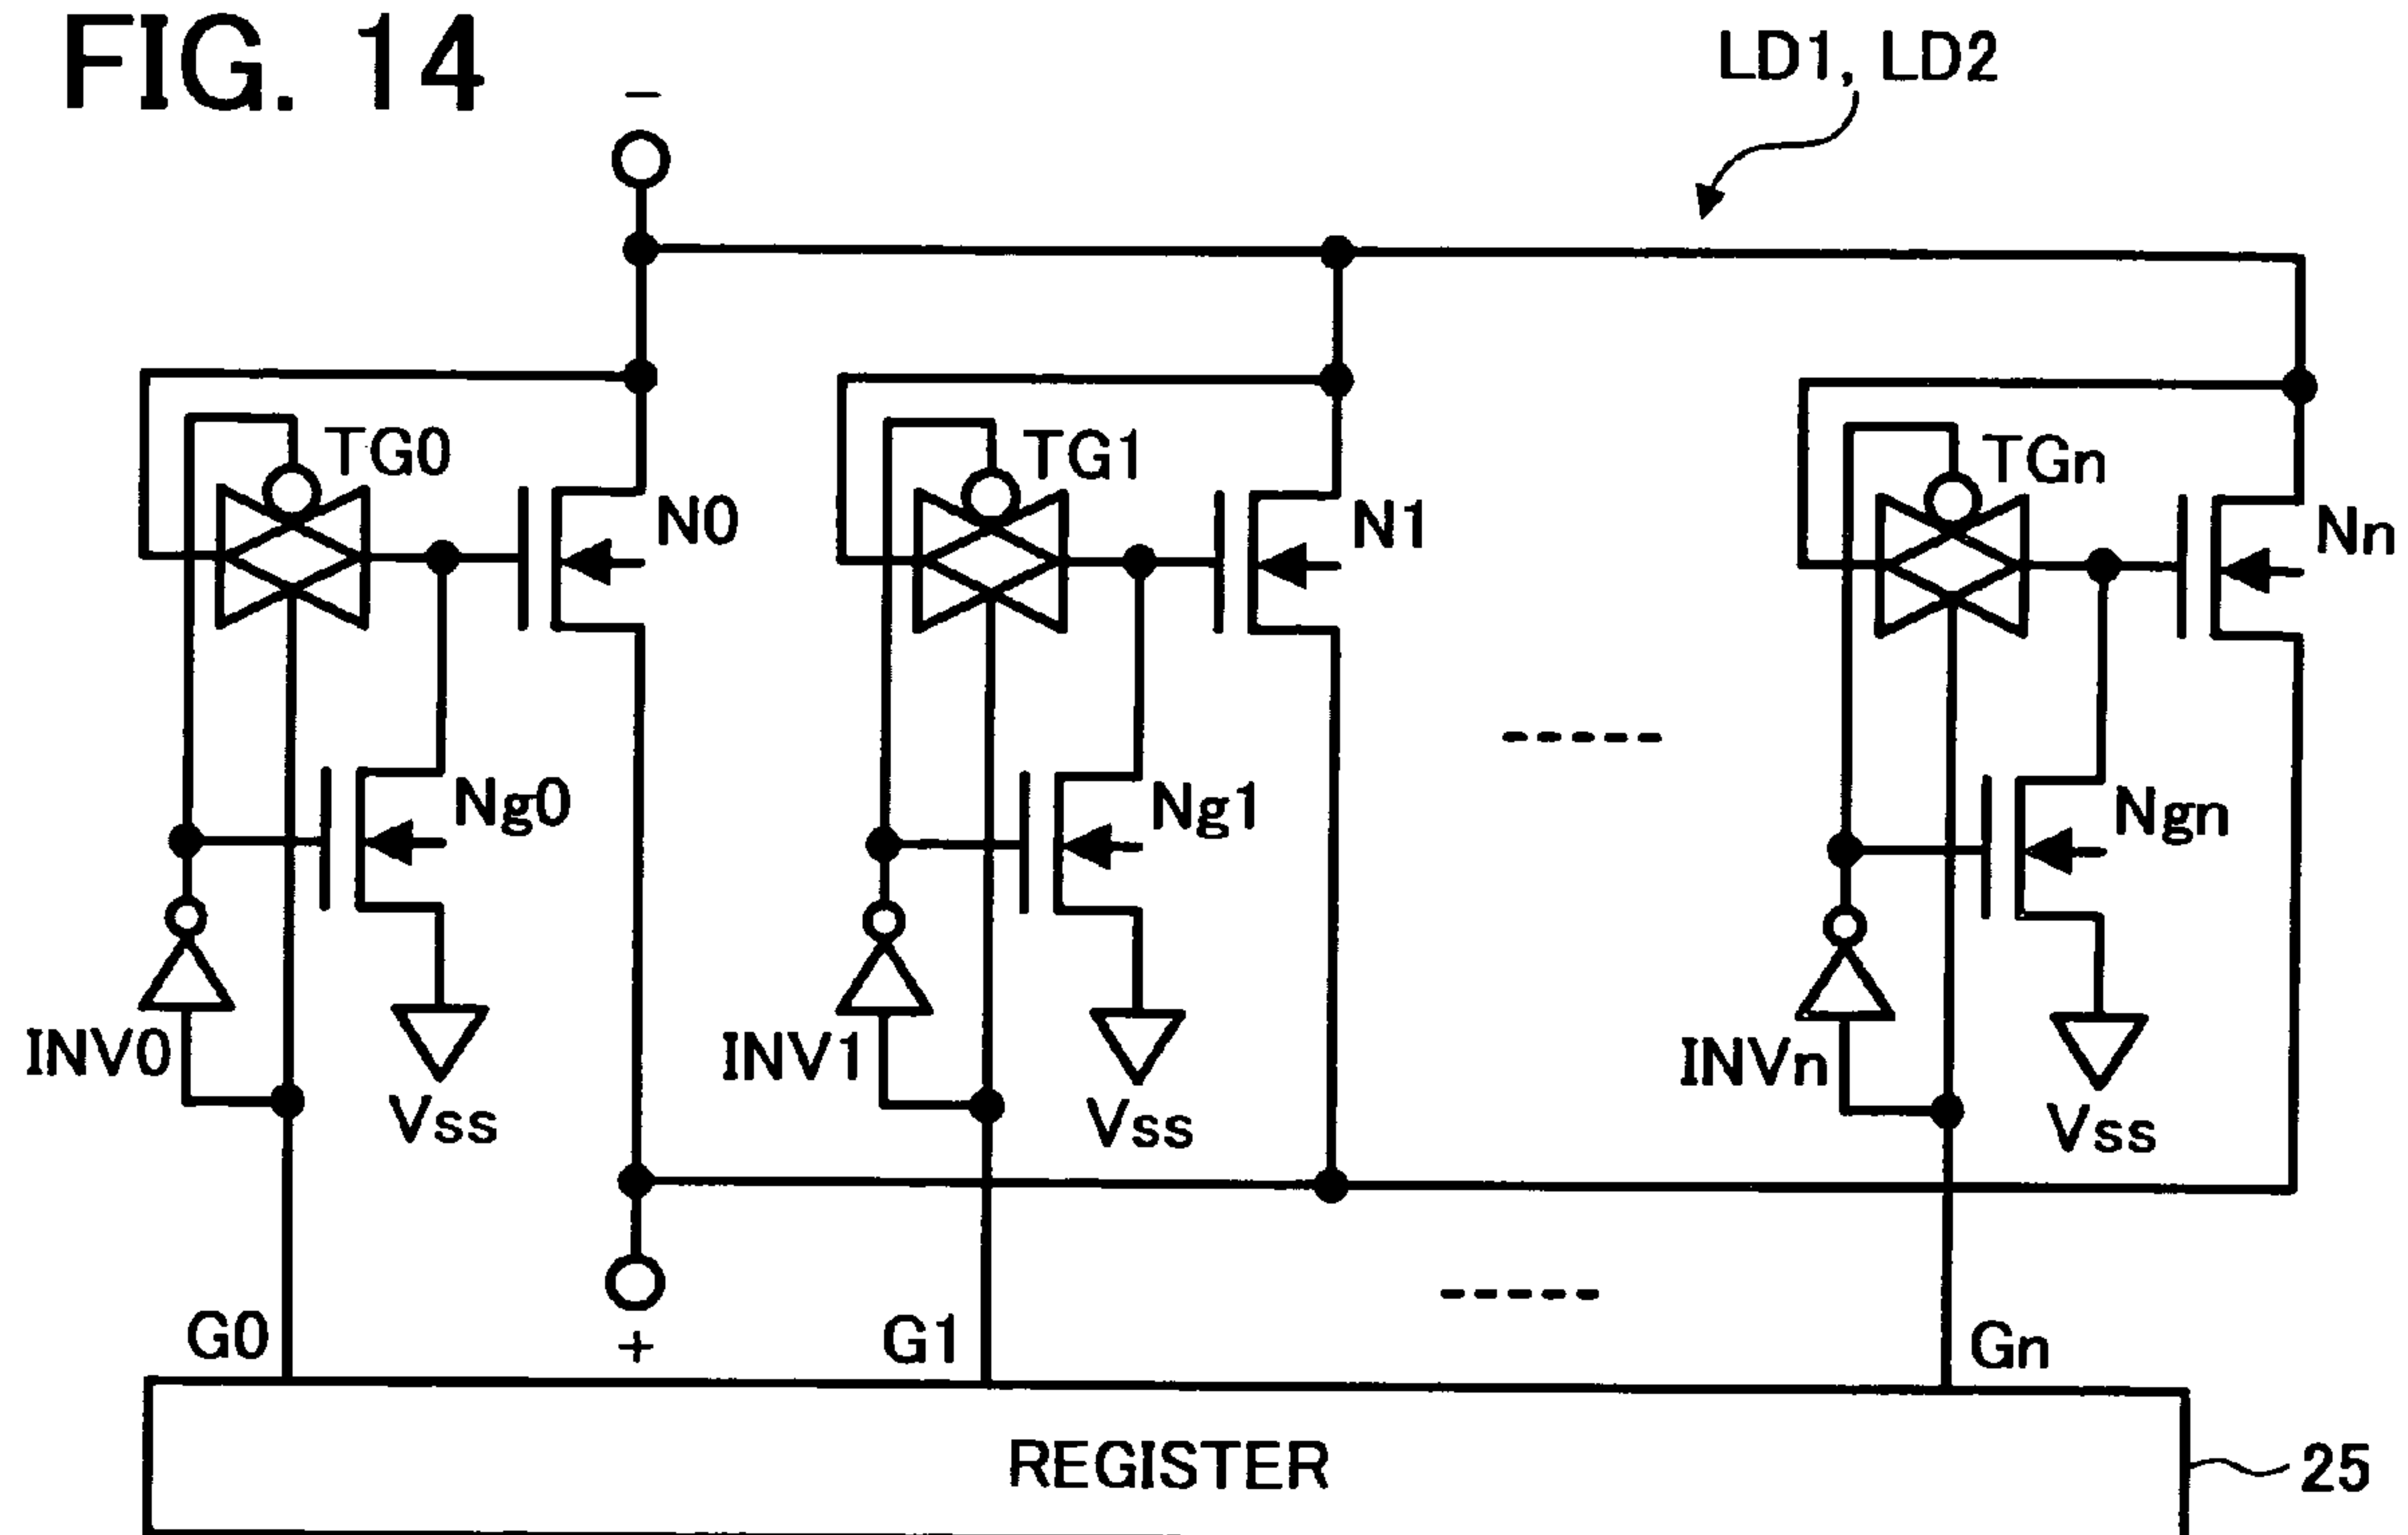 FIG. 14
LD1, LD2
−
TG0
TG1
TGn
N0
N1
Nn
Ng0
Ng1
Ngn
INV0
INV1
INVn
Vss
Vss
Vss
+
G0
G1
Gn
REGISTER
25